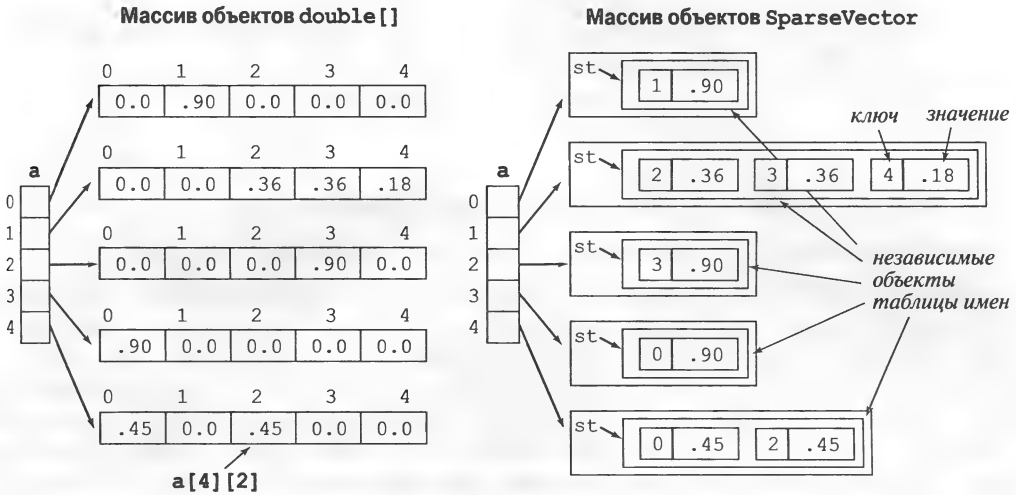 Массив объектов double[]
0 1 2 3 4
0.0 .90 0.0 0.0 0.0
0 1 2 3 4
0.0 0.0 .36 .36 .18
a
0
1
2
3
4
0 1 2 3 4
0.0 0.0 0.0 .90 0.0
0 1 2 3 4
.90 0.0 0.0 0.0 0.0
0 1 2 3 4
.45 0.0 .45 0.0 0.0
a[4][2]
Массив объектов SparseVector
st
1 .90
ключ значение
st
2 .36 3 .36 4 .18
a
0
1
2
3
4
st
3 .90
независимые
объекты
таблицы имен
st
0 .90
st
0 .45 2 .45